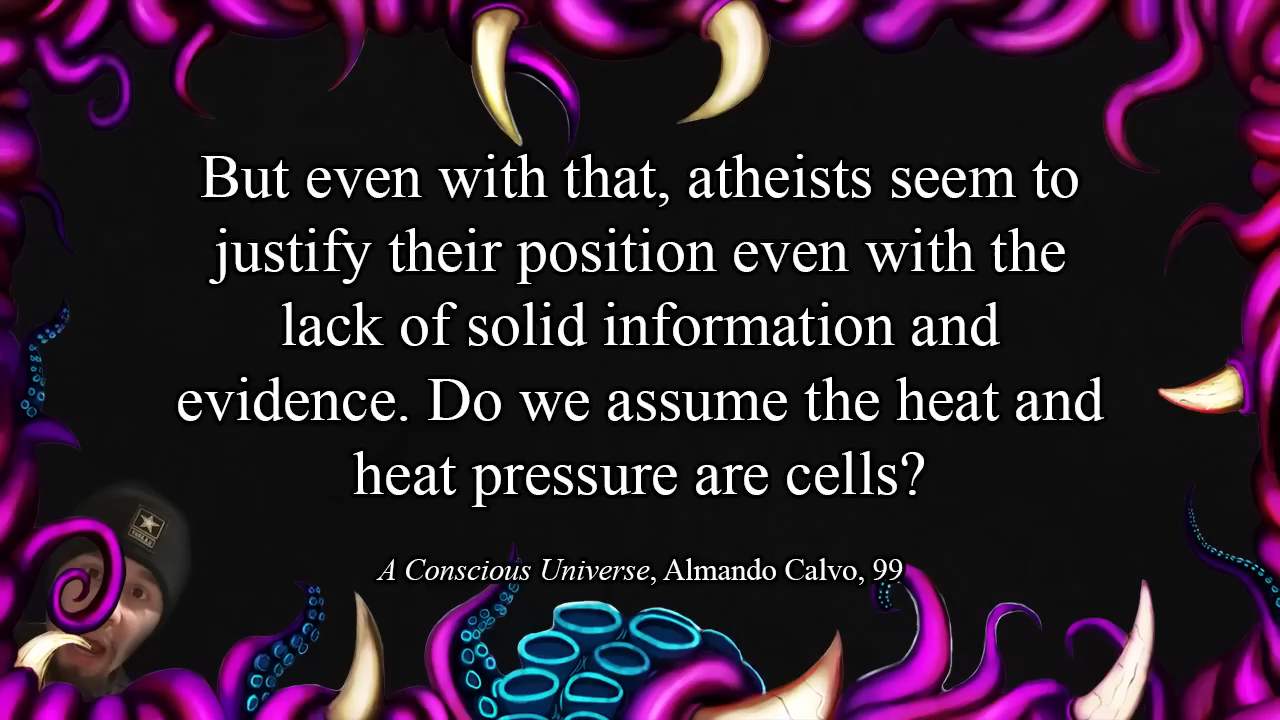 But even with that, atheists seem to
justify their position even with the
lack of solid information and
evidence. Do we assume the heat and
heat pressure are cells?
A Conscious Universe, Almando Calvo, 99